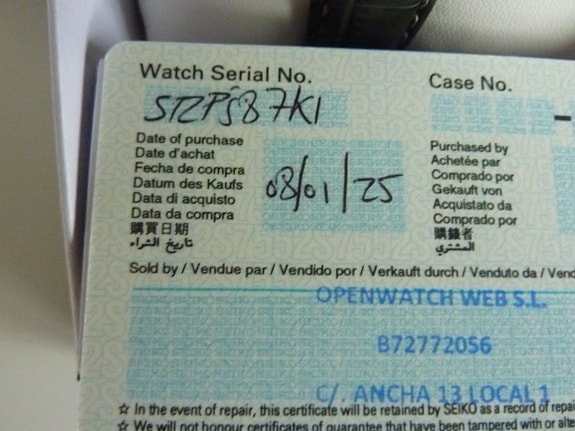 Watch Serial No.
Case No.
SRPJ87K1
Date of purchase
Date d'achat
Fecha de compra
Datum des Kaufs
Data di acquisto
Data da compra
購買日期
تاريخ الشراء
08/01/25
Purchased by
Achetée par
Comprado por
Gekauft von
Acquistato da
Comprado por
購錶者
المشتري
Sold by / Vendue par / Vendido por / Verkauft durch / Venduto da / Vend
OPENWATCH WEB S.L.
B72772056
C/. ANCHA 13 LOCAL 1
☆ In the event of repair, this certificate will be retained by SEIKO as a record of repai
☆ We will not honour certificates of guarantee that have been tampered with or alte